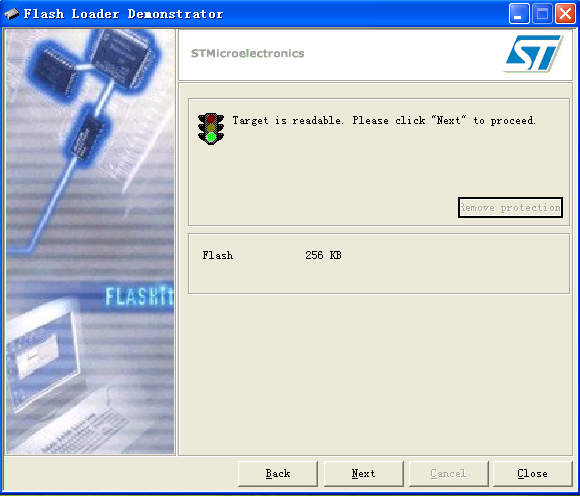 Flash Loader Demonstrator
STMicroelectronics
ST
Target is readable. Please click "Next" to proceed.
Remove protection
Flash 256 KB
FLASHit
Back Next Cancel Close